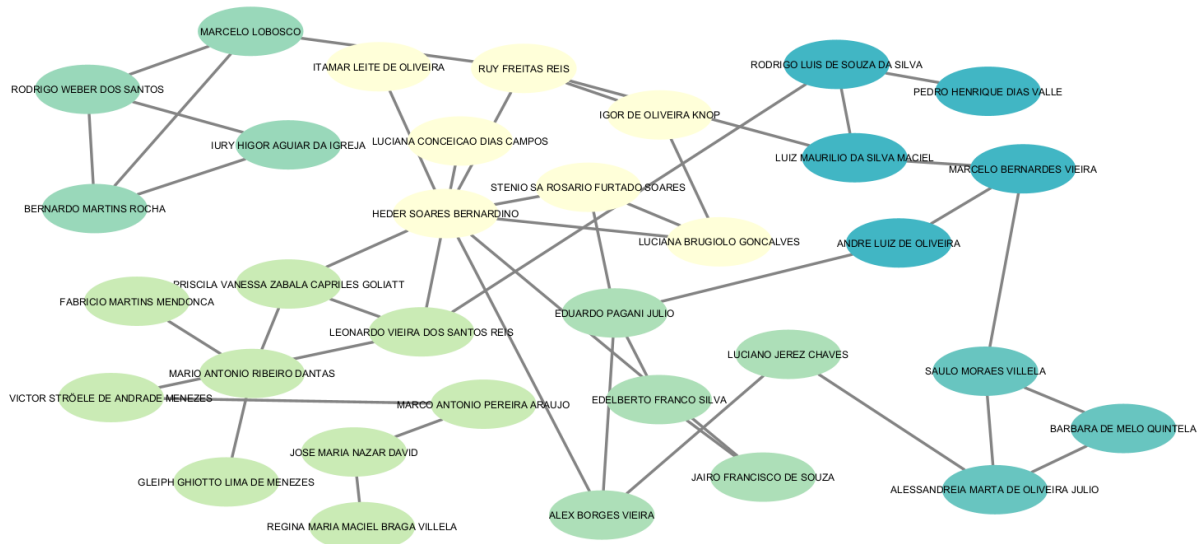 MARCELO LOBOSCO
ITAMAR LEITE DE OLIVEIRA
RUY FREITAS REIS
RODRIGO LUIS DE SOUZA DA SILVA
RODRIGO WEBER DOS SANTOS
PEDRO HENRIQUE DIAS VALLE
IGOR DE OLIVEIRA KNOP
LUCIANA CONCEICAO DIAS CAMPOS
IURY HIGOR AGUIAR DA IGREJA
LUIZ MAURILIO DA SILVA MACIEL
MARCELO BERNARDES VIEIRA
STENIO SA ROSARIO FURTADO SOARES
BERNARDO MARTINS ROCHA
HEDER SOARES BERNARDINO
LUCIANA BRUGIOLO GONCALVES
ANDRE LUIZ DE OLIVEIRA
PRISCILA VANESSA ZABALA CAPRILES GOLIATT
FABRICIO MARTINS MENDONCA
EDUARDO PAGANI JULIO
LEONARDO VIEIRA DOS SANTOS REIS
LUCIANO JEREZ CHAVES
MARIO ANTONIO RIBEIRO DANTAS
SAULO MORAES VILLELA
VICTOR STRÖELE DE ANDRADE MENEZES
EDELBERTO FRANCO SILVA
MARCO ANTONIO PEREIRA ARAUJO
BARBARA DE MELO QUINTELA
JOSE MARIA NAZAR DAVID
JAIRO FRANCISCO DE SOUZA
GLEIPH GHIOTTO LIMA DE MENEZES
ALESSANDREIA MARTA DE OLIVEIRA JULIO
ALEX BORGES VIEIRA
REGINA MARIA MACIEL BRAGA VILLELA